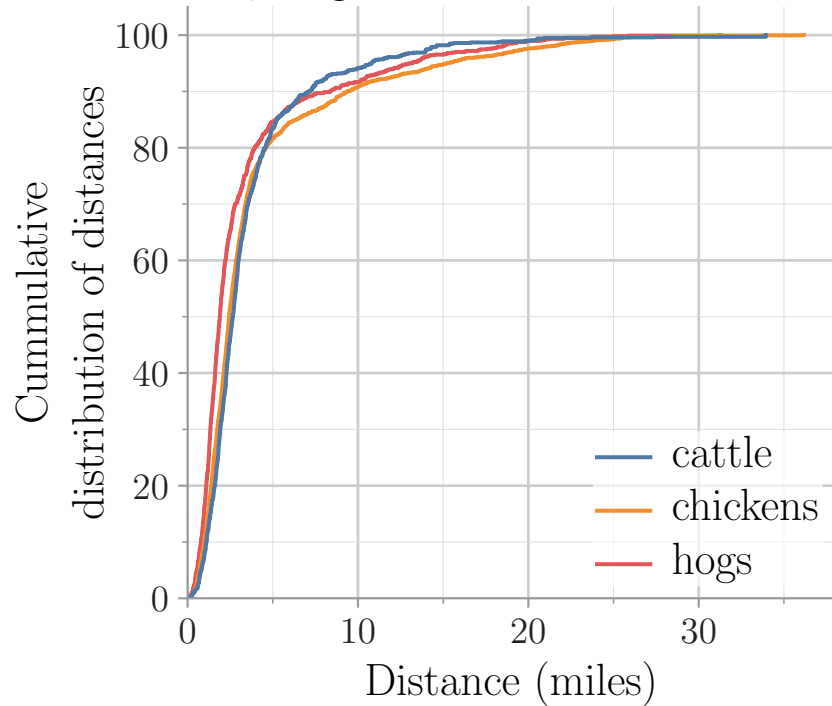 100
80
60
40
20
0
Cummulative
distribution of distances
cattle
chickens
hogs
0 10 20 30
Distance (miles)